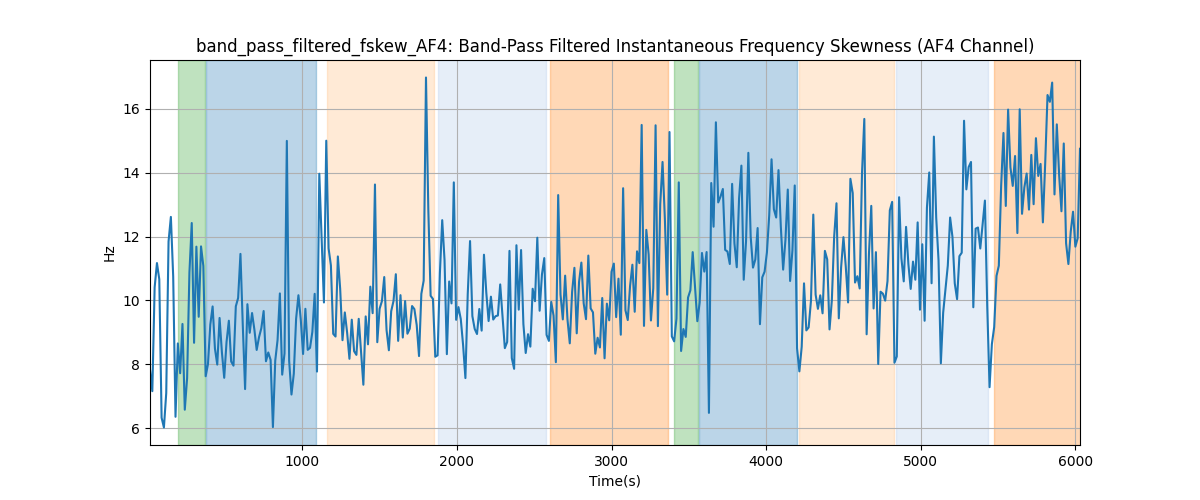 band_pass_filtered_fskew_AF4: Band-Pass Filtered Instantaneous Frequency Skewness (AF4 Channel)
16
14
12
10
8
6
Hz
1000 2000 3000 4000 5000 6000
Time(s)